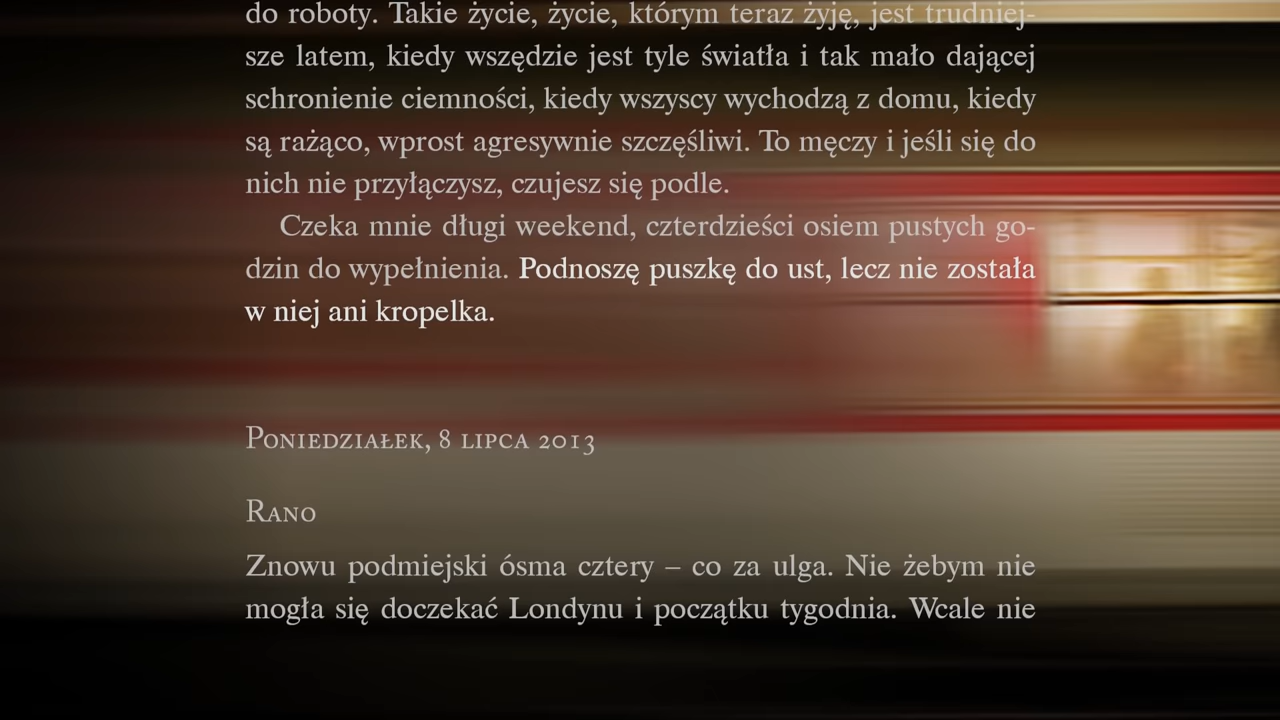 do roboty. Takie życie, życie, którym teraz żyję, jest trudniej-
sze latem, kiedy wszędzie jest tyle światła i tak mało dającej
schronienie ciemności, kiedy wszyscy wychodzą z domu, kiedy
są rażąco, wprost agresywnie szczęśliwi. To męczy i jeśli się do
nich nie przyłączysz, czujesz się podle.
Czeka mnie długi weekend, czterdzieści osiem pustych go-
dzin do wypełnienia. Podnoszę puszkę do ust, lecz nie została
w niej ani kropelka.
Poniedziałek, 8 lipca 2013
Rano
Znowu podmiejski ósma cztery – co za ulga. Nie żebym nie
mogła się doczekać Londynu i początku tygodnia. Wcale nie